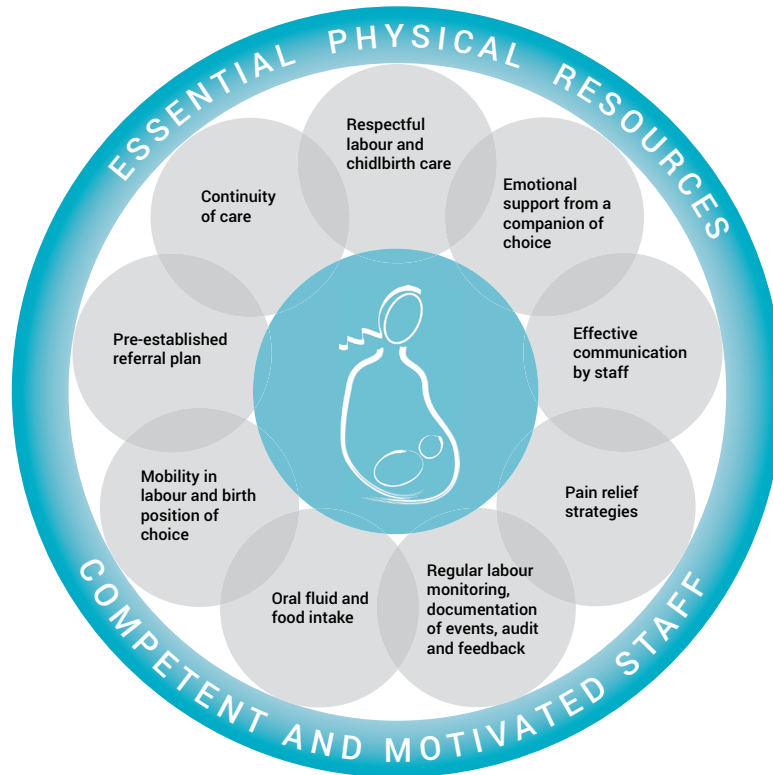 ESSENTIAL PHYSICAL RESOURCES
Respectful
labour and
chidlbirth care
Emotional
support from a
companion of
choice
Effective
communication
by staff
Pain relief
strategies
Regular labour
monitoring,
documentation
of events, audit
and feedback
Oral fluid and
food intake
Mobility in
labour and birth
position of
choice
Pre-established
referral plan
Continuity
of care
COMPETENT AND MOTIVATED STAFF